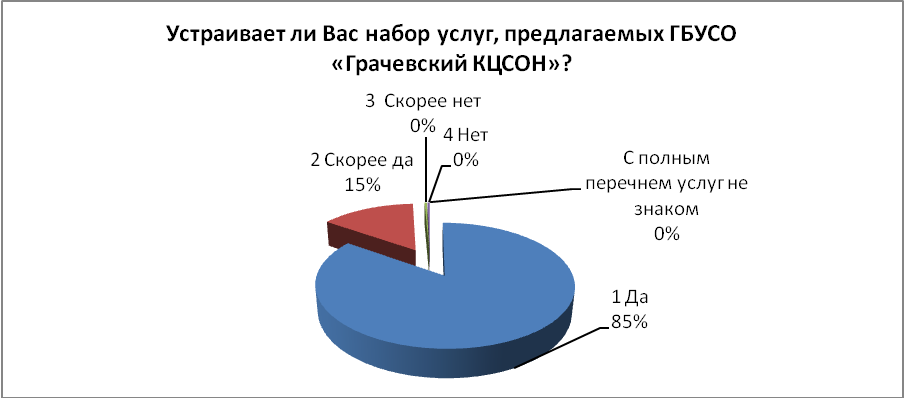 Устраивает ли Вас набор услуг, предлагаемых ГБУСО
«Грачевский КЦСОН»?
3 Скорее нет
0%
4 Нет
0%
2 Скорее да
15%
С полным
перечнем услуг не
знаком
0%
1 Да
85%